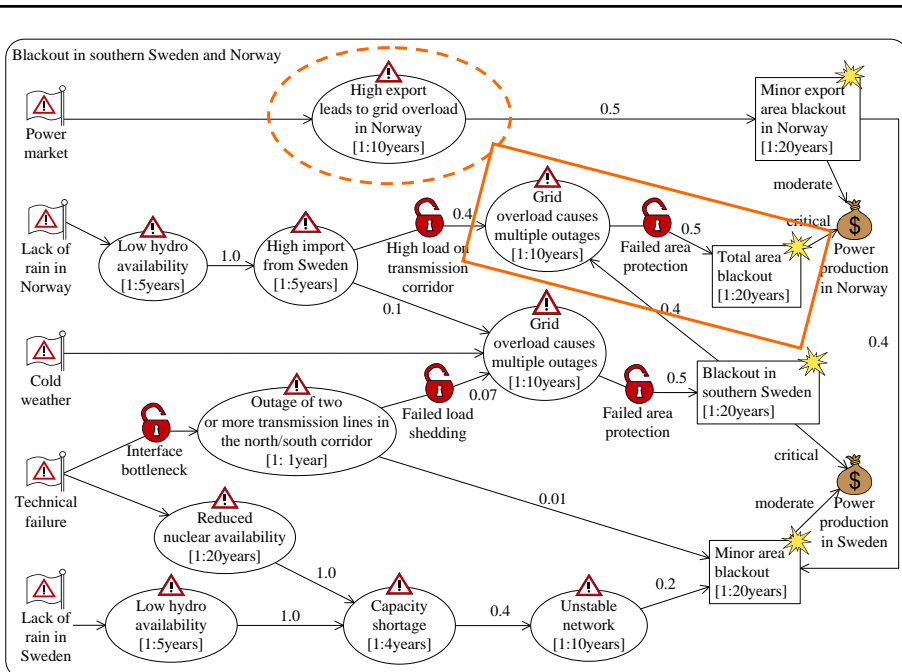 Blackout in southern Sweden and Norway
Power
market
High export
leads to grid overload
in Norway
[1:10years]
0.5
Minor export
area blackout
in Norway
[1:20years]
moderate
Lack of
rain in
Norway
Low hydro
availability
[1:5years]
1.0
High import
from Sweden
[1:5years]
High load on
transmission
corridor
0.4
Grid
overload causes
multiple outages
[1:10years]
Failed area
protection
0.5
Total area
blackout
[1:20years]
critical
$
Power
production
in Norway
0.1
0.4
0.4
Cold
weather
Grid
overload causes
multiple outages
[1:10years]
Failed area
protection
0.5
Blackout in
southern Sweden
[1:20years]
critical
Technical
failure
Interface
bottleneck
Outage of two
or more transmission lines in
the north/south corridor
[1: 1year]
Failed load
shedding
0.07
0.01
moderate
$
Power
production
in Sweden
Reduced
nuclear availability
[1:20years]
1.0
Minor area
blackout
[1:20years]
Lack of
rain in
Sweden
Low hydro
availability
[1:5years]
1.0
Capacity
shortage
[1:4years]
0.4
Unstable
network
[1:10years]
0.2